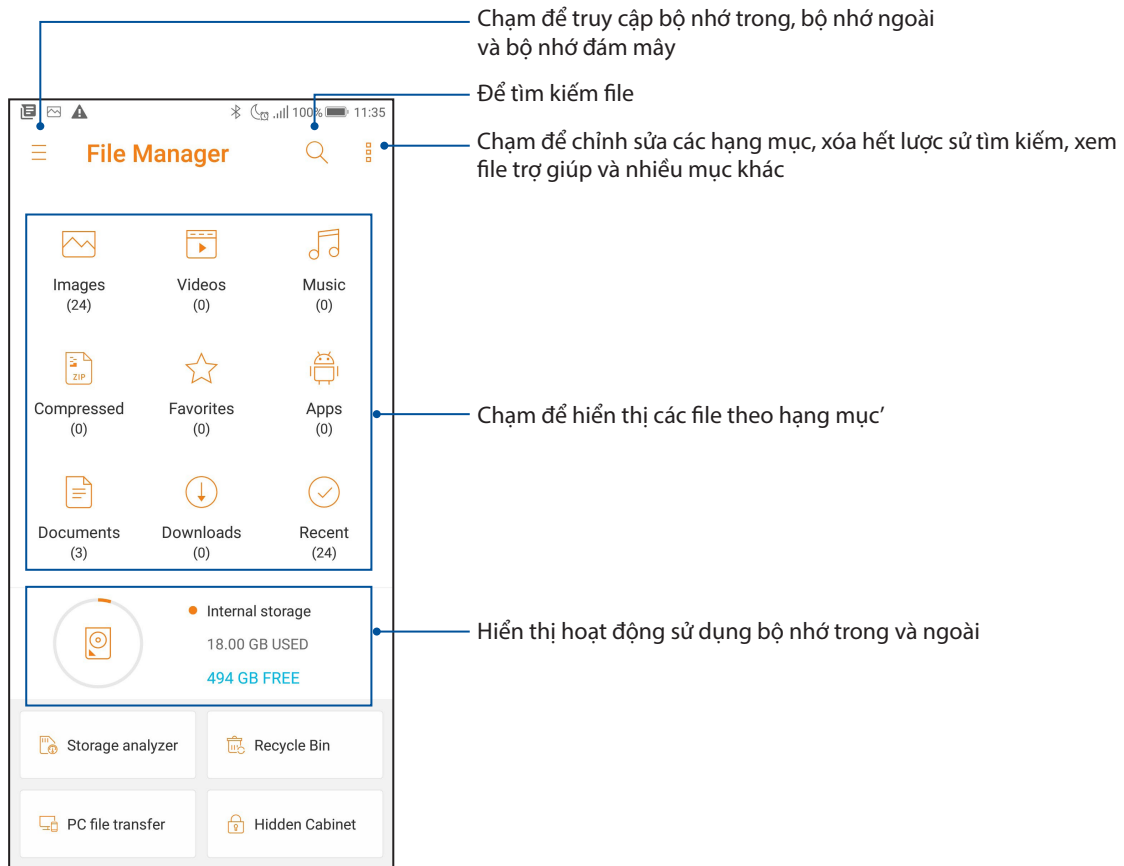 Chạm để truy cập bộ nhớ trong, bộ nhớ ngoài
và bộ nhớ đám mây
Để tìm kiếm file
100% 11:35
File Manager
Chạm để chỉnh sửa các hạng mục, xóa hết lược sử tìm kiếm, xem
file trợ giúp và nhiều mục khác
Images Videos Music
(24) (0) (0)
ZIP
Compressed Favorites Apps
(0) (0) (0)
Chạm để hiển thị các file theo hạng mục’
Documents Downloads Recent
(3) (0) (24)
Internal storage
18.00 GB USED
494 GB FREE
Hiển thị hoạt động sử dụng bộ nhớ trong và ngoài
Storage analyzer Recycle Bin
PC file transfer Hidden Cabinet